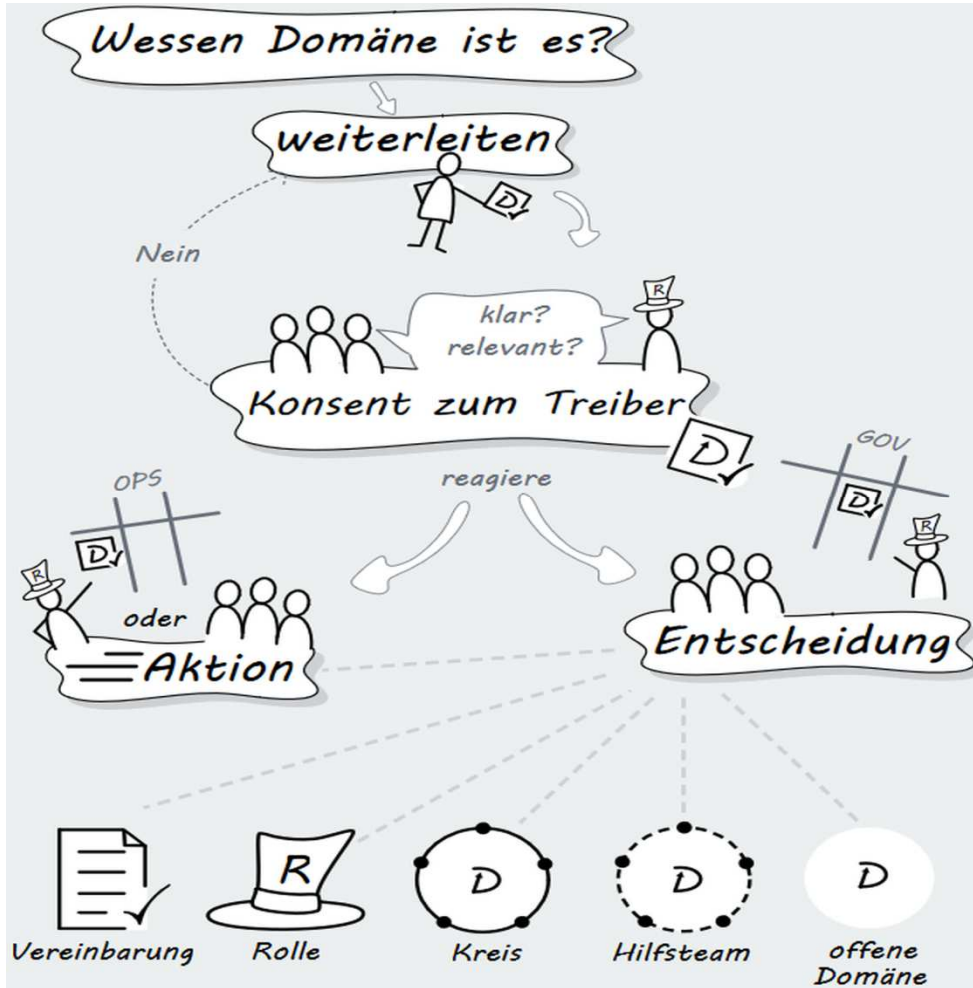 Wessen Domäne ist es?
weiterleiten
D
Nein
R
klar?
relevant?
Konsent zum Treiber
D
GOV
D
OPS
reagiere
D
R
R
oder
Aktion
Entscheidung
R
D
D
D
Vereinbarung
Rolle
Kreis
Hilfsteam
offene
Domäne